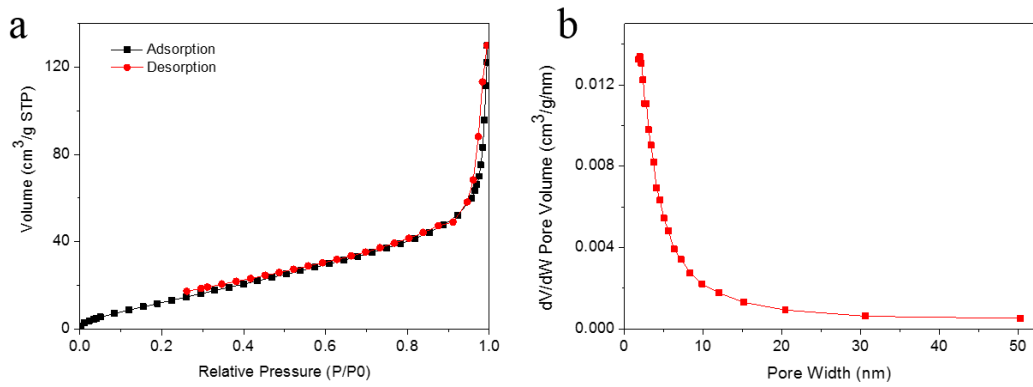 a
Adsorption
Desorption
Volume (cm³/g STP)
120
80
40
0
0.0 0.2 0.4 0.6 0.8 1.0
Relative Pressure (P/P0)
b
dV/dW Pore Volume (cm³/g/nm)
0.012
0.008
0.004
0.000
0 10 20 30 40 50
Pore Width (nm)